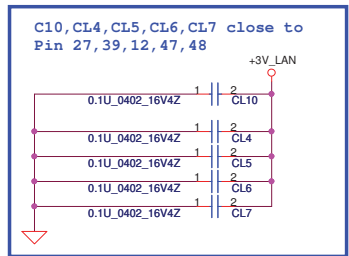 C10,CL4,CL5,CL6,CL7 close to
Pin 27,39,12,47,48
+3V_LAN
1 2
0.1U_0402_16V4Z CL10
1 2
0.1U_0402_16V4Z CL4
1 2
0.1U_0402_16V4Z CL5
1 2
0.1U_0402_16V4Z CL6
1 2
0.1U_0402_16V4Z CL7